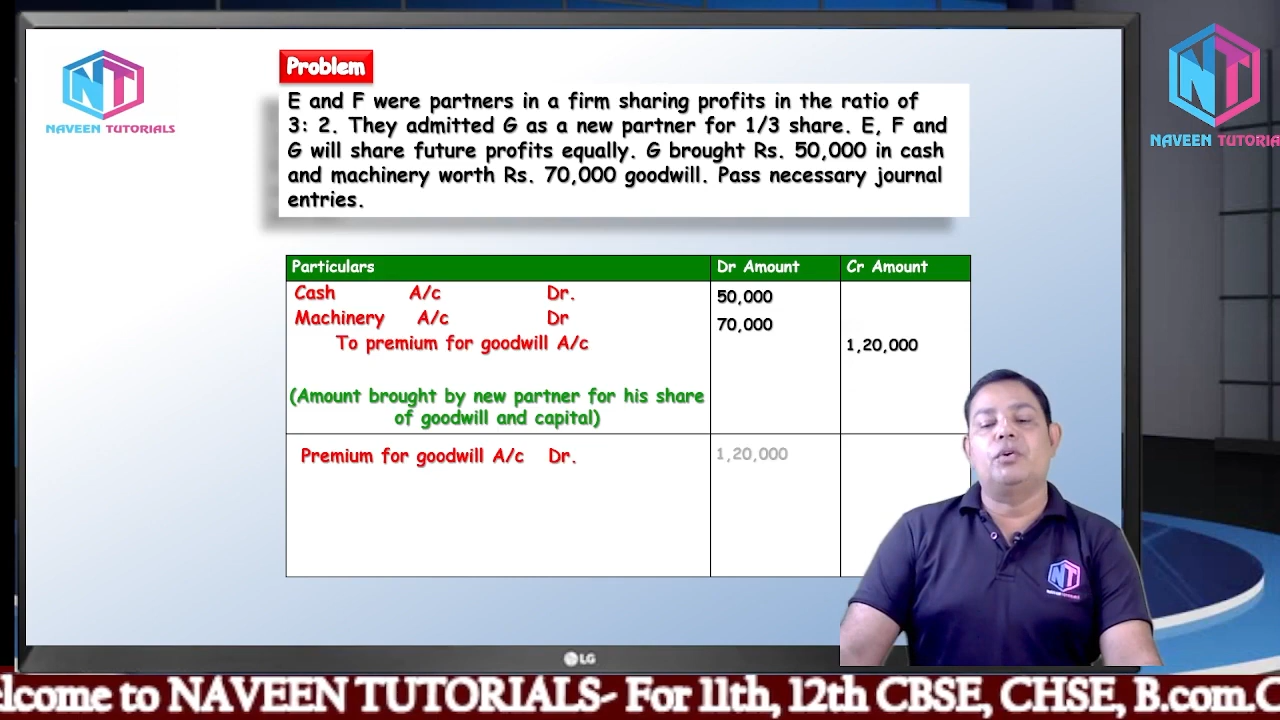 Problem
NAVEEN TUTORIALS
NAVEEN TUTORIA
E and F were partners in a firm sharing profits in the ratio of
3: 2. They admitted G as a new partner for 1/3 share. E, F and
G will share future profits equally. G brought Rs. 50,000 in cash
and machinery worth Rs. 70,000 goodwill. Pass necessary journal
entries.
Particulars Dr Amount Cr Amount
Cash A/c Dr. 50,000
Machinery A/c Dr 70,000
To premium for goodwill A/c 1,20,000
(Amount brought by new partner for his share
of goodwill and capital)
Premium for goodwill A/c Dr. 1,20,000
NT
LG
elcome to NAVEEN TUTORIALS- For 11th, 12th CBSE, CHSE, B.com.C